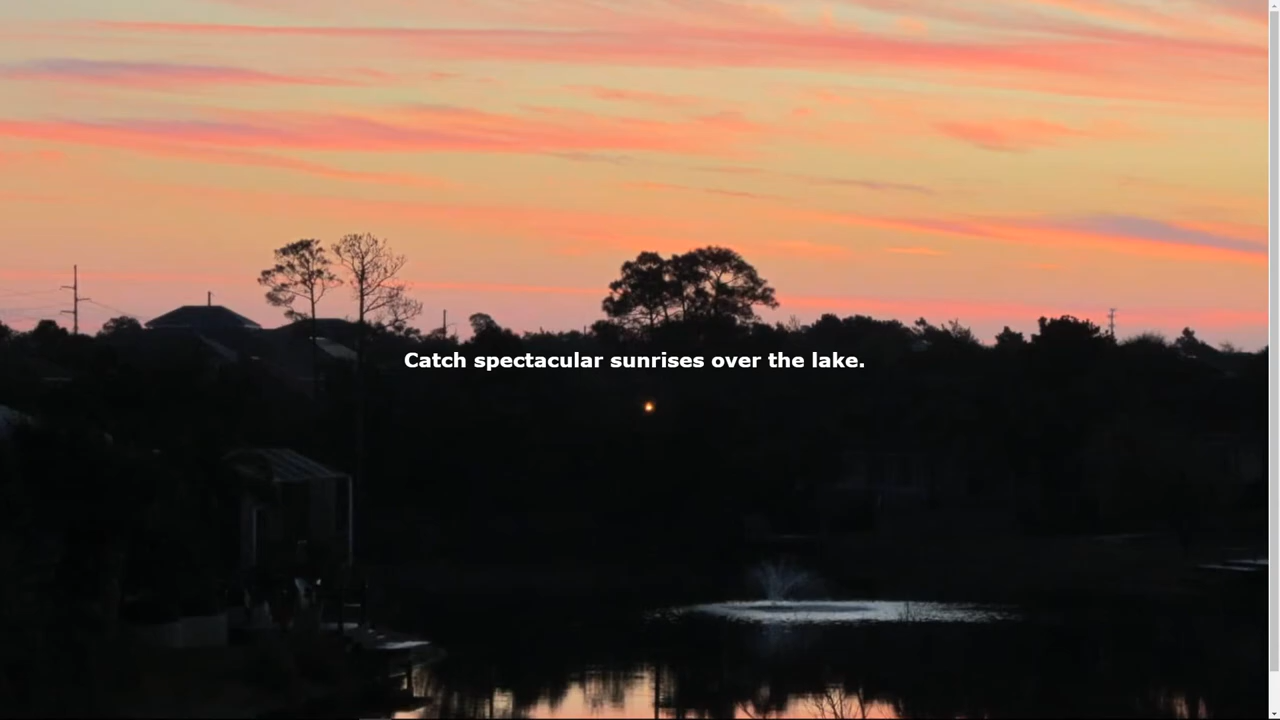 Catch spectacular sunrises over the lake.